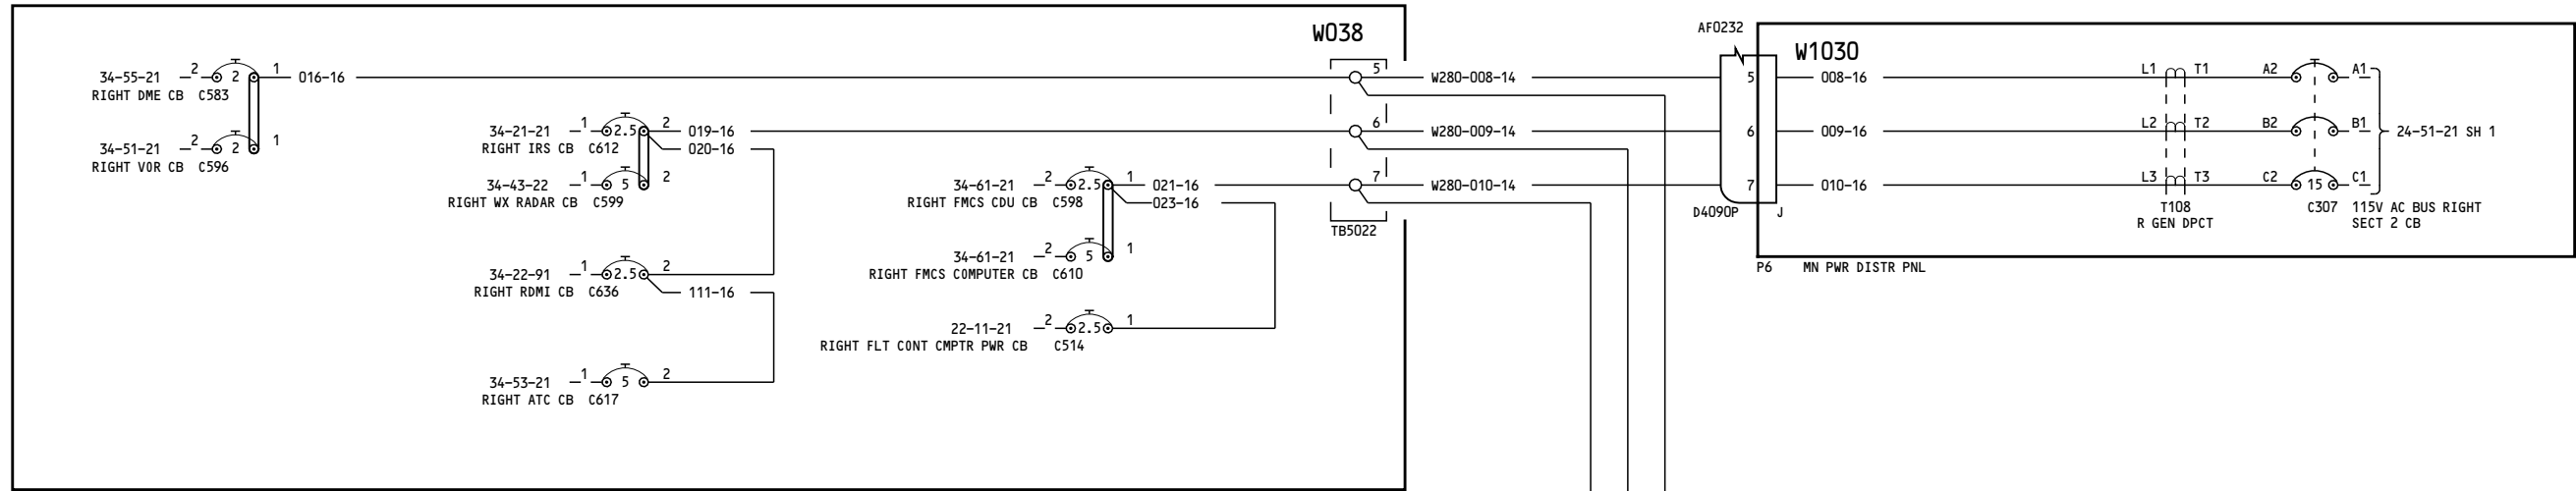 W038
AF0232
W1030
34-55-21 2 2 1 016-16
RIGHT DME CB C583
5 W280-008-14 5 008-16 L1 T1 A2 A1
34-21-21 1 2.5 2 019-16
RIGHT IRS CB C612 020-16
6 W280-009-14 6 009-16 L2 T2 B2 B1 24-51-21 SH 1
34-51-21 2 2 1
RIGHT VOR CB C596
34-43-22 1 5 2
RIGHT WX RADAR CB C599
34-61-21 2 2.5 1 021-16
RIGHT FMCS CDU CB C598 023-16
7 W280-010-14 7 010-16 L3 T3 C2 15 C1
TB5022
D4090P J
T108
R GEN DPCT
C307 115V AC BUS RIGHT
SECT 2 CB
34-61-21 2 5 1
RIGHT FMCS COMPUTER CB C610
P6 MN PWR DISTR PNL
34-22-91 1 2.5 2
RIGHT RDMI CB C636 111-16
22-11-21 2 2.5 1
RIGHT FLT CONT CMPTR PWR CB C514
34-53-21 1 5 2
RIGHT ATC CB C617